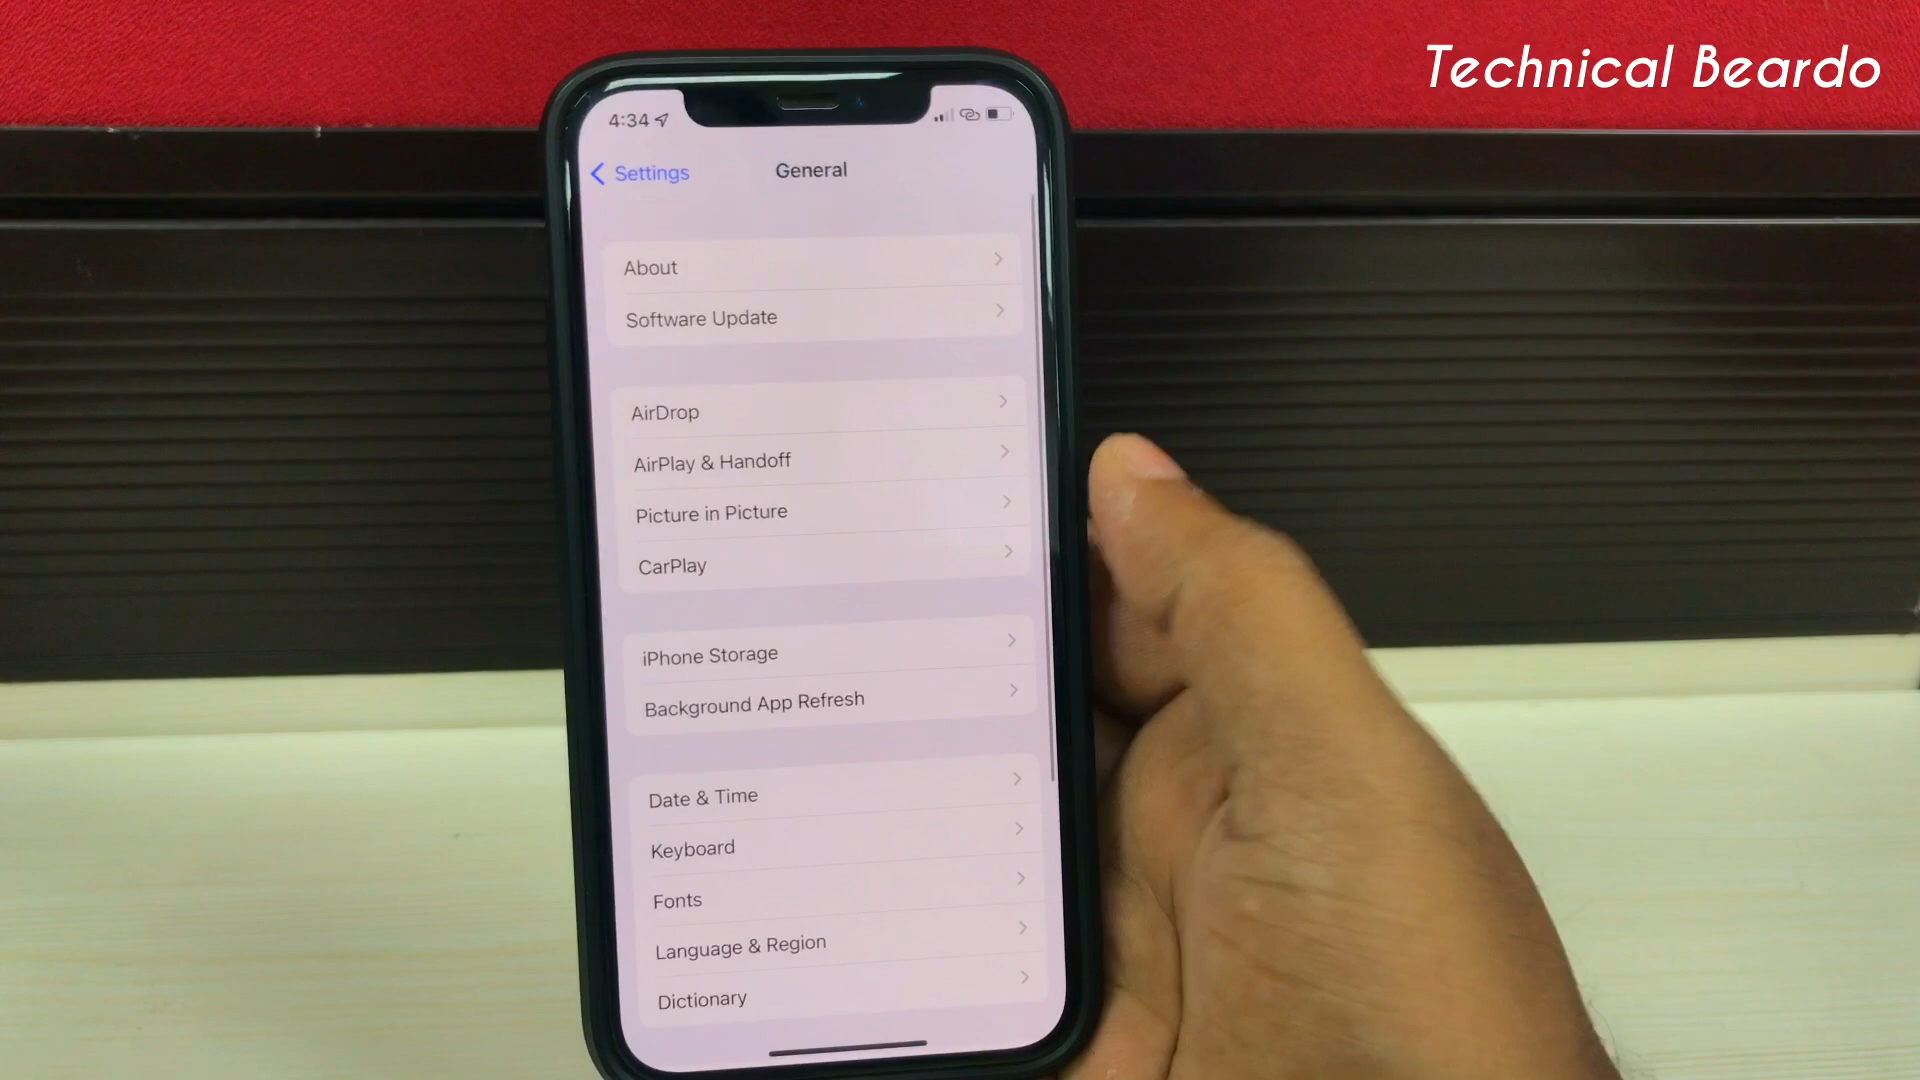 Technical Beardo
4:34
Settings
General
About
Software Update
AirDrop
AirPlay & Handoff
Picture in Picture
CarPlay
iPhone Storage
Background App Refresh
Date & Time
Keyboard
Fonts
Language & Region
Dictionary